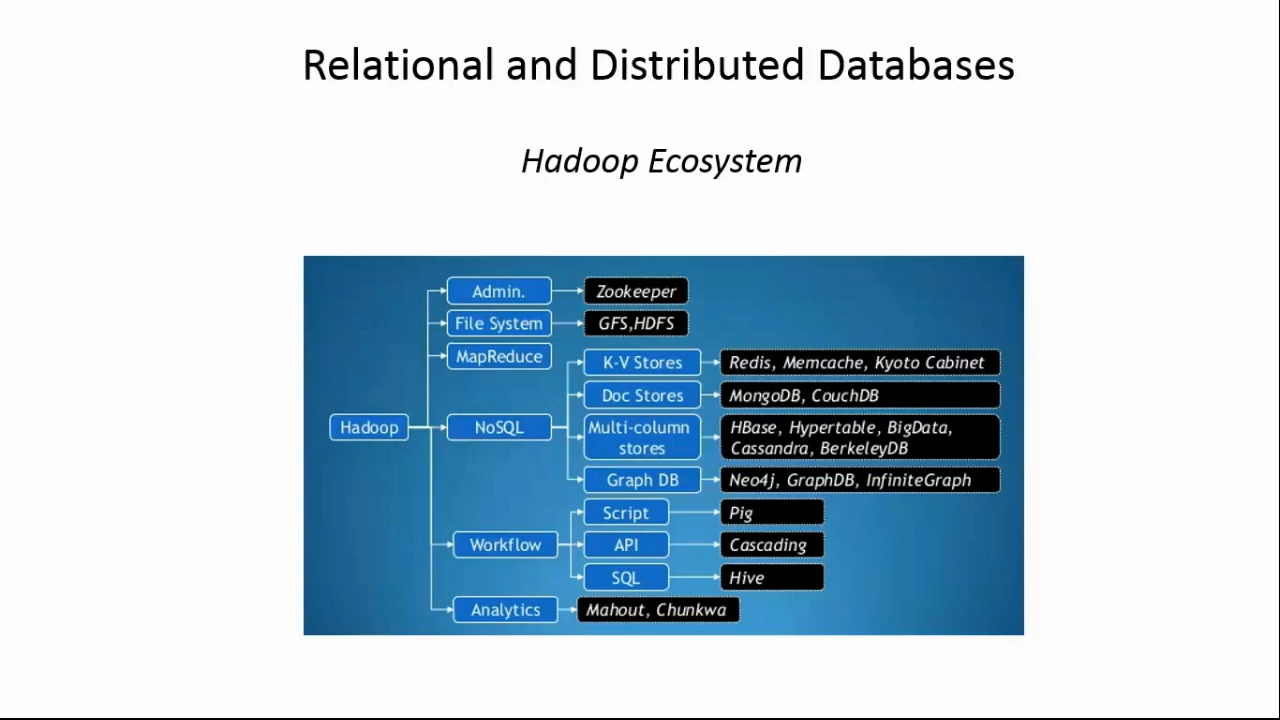 Relational and Distributed Databases
Hadoop Ecosystem
Admin.
Zookeeper
File System
GFS,HDFS
MapReduce
K-V Stores
Redis, Memcache, Kyoto Cabinet
Doc Stores
MongoDB, CouchDB
Hadoop
NoSQL
Multi-column
stores
HBase, Hypertable, BigData,
Cassandra, BerkeleyDB
Graph DB
Neo4j, GraphDB, InfiniteGraph
Script
Pig
Workflow
API
Cascading
SQL
Hive
Analytics
Mahout, Chunkwa